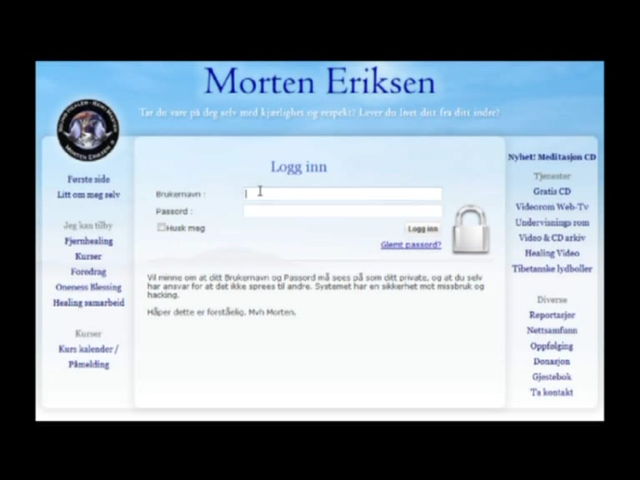 Morten Eriksen
Tør du vare på deg selv med kjærlighet og respekt? Lever du livet ditt fra ditt indre?
Første side
Litt om meg selv
Jeg kan tilby
Fjernhealing
Kurser
Foredrag
Oneness Blessing
Healing samarbeid
Kurser
Kurs kalender /
Påmelding
Logg inn
Brukernavn :
Passord :
Husk meg
Logg inn
Glemt passord?
Vil minne om at ditt Brukernavn og Passord må sees på som ditt private, og at du selv
har ansvar for at det ikke sprees til andre. Systemet har en sikkerhet mot missbruk og
hacking.
Håper dette er forståelig. Mvh Morten.
Nyhet! Meditasjon CD
Tjenester
Gratis CD
Videorom Web-Tv
Undervisnings rom
Video & CD arkiv
Healing Video
Tibetanske lydboller
Diverse
Reportasjer
Nettsamfunn
Oppfølging
Donasjon
Gjestebok
Ta kontakt